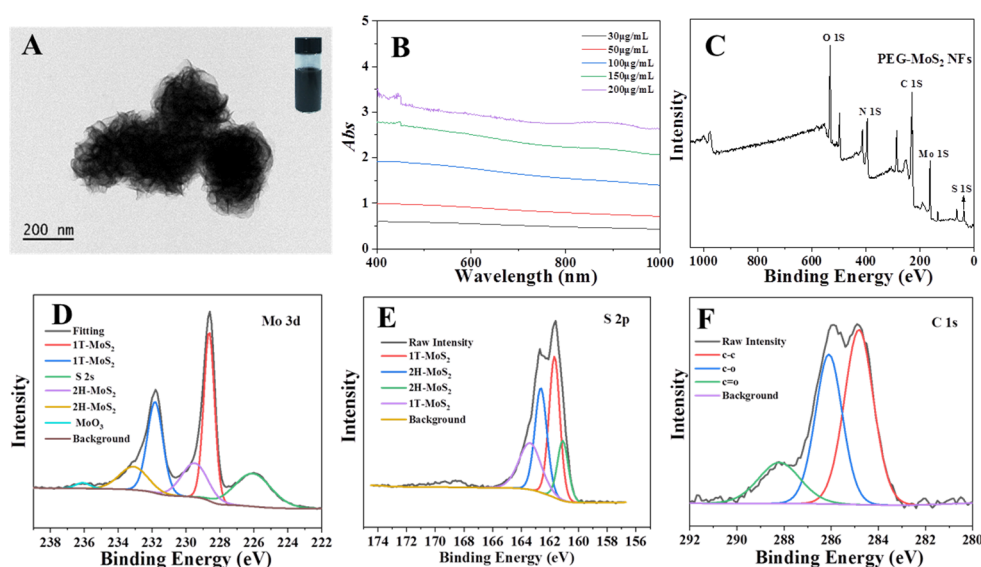 A
200 nm
B
Abs
5
4
3
2
1
0
30µg/mL
50µg/mL
100µg/mL
150µg/mL
200µg/mL
400
600
800
1000
Wavelength (nm)
C
Intensity
PEG-MoS₂ NFs
O 1S
N 1S
C 1S
Mo 1S
S 1S
1000
800
600
400
200
0
Binding Energy (eV)
D
Mo 3d
Intensity
Fitting
1T-MoS₂
1T-MoS₂
S 2s
2H-MoS₂
2H-MoS₂
MoO₃
Background
238
236
234
232
230
228
226
224
222
Binding Energy (eV)
E
S 2p
Intensity
Raw Intensity
1T-MoS₂
2H-MoS₂
2H-MoS₂
1T-MoS₂
Background
174
172
170
168
166
164
162
160
158
156
154
Binding Energy (eV)
F
C 1s
Intensity
Raw Intensity
c-c
c-o
c=o
Background
292
290
288
286
284
282
280
Binding Energy (eV)